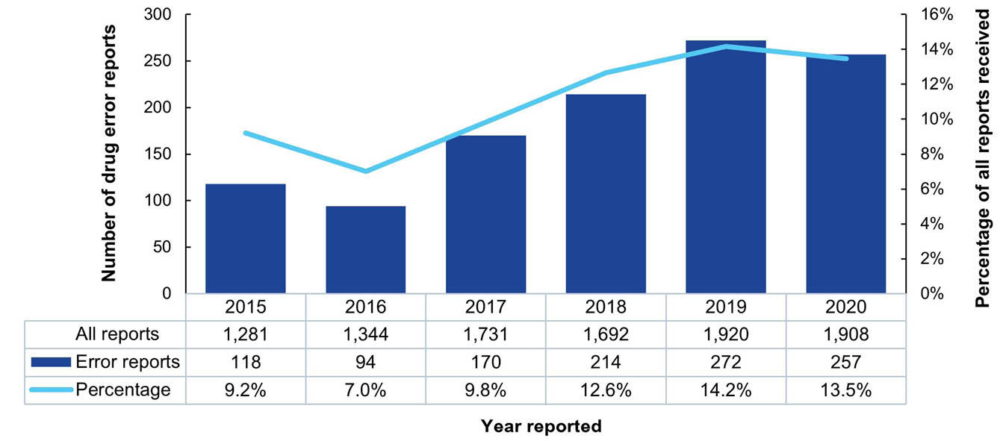 Number of drug error reports
300
250
200
150
100
50
0
16%
14%
12%
10%
8%
6%
4%
2%
0%
Percentage of all reports received
2015 2016 2017 2018 2019 2020
All reports 1,281 1,344 1,731 1,692 1,920 1,908
Error reports 118 94 170 214 272 257
Percentage 9.2% 7.0% 9.8% 12.6% 14.2% 13.5%
Year reported